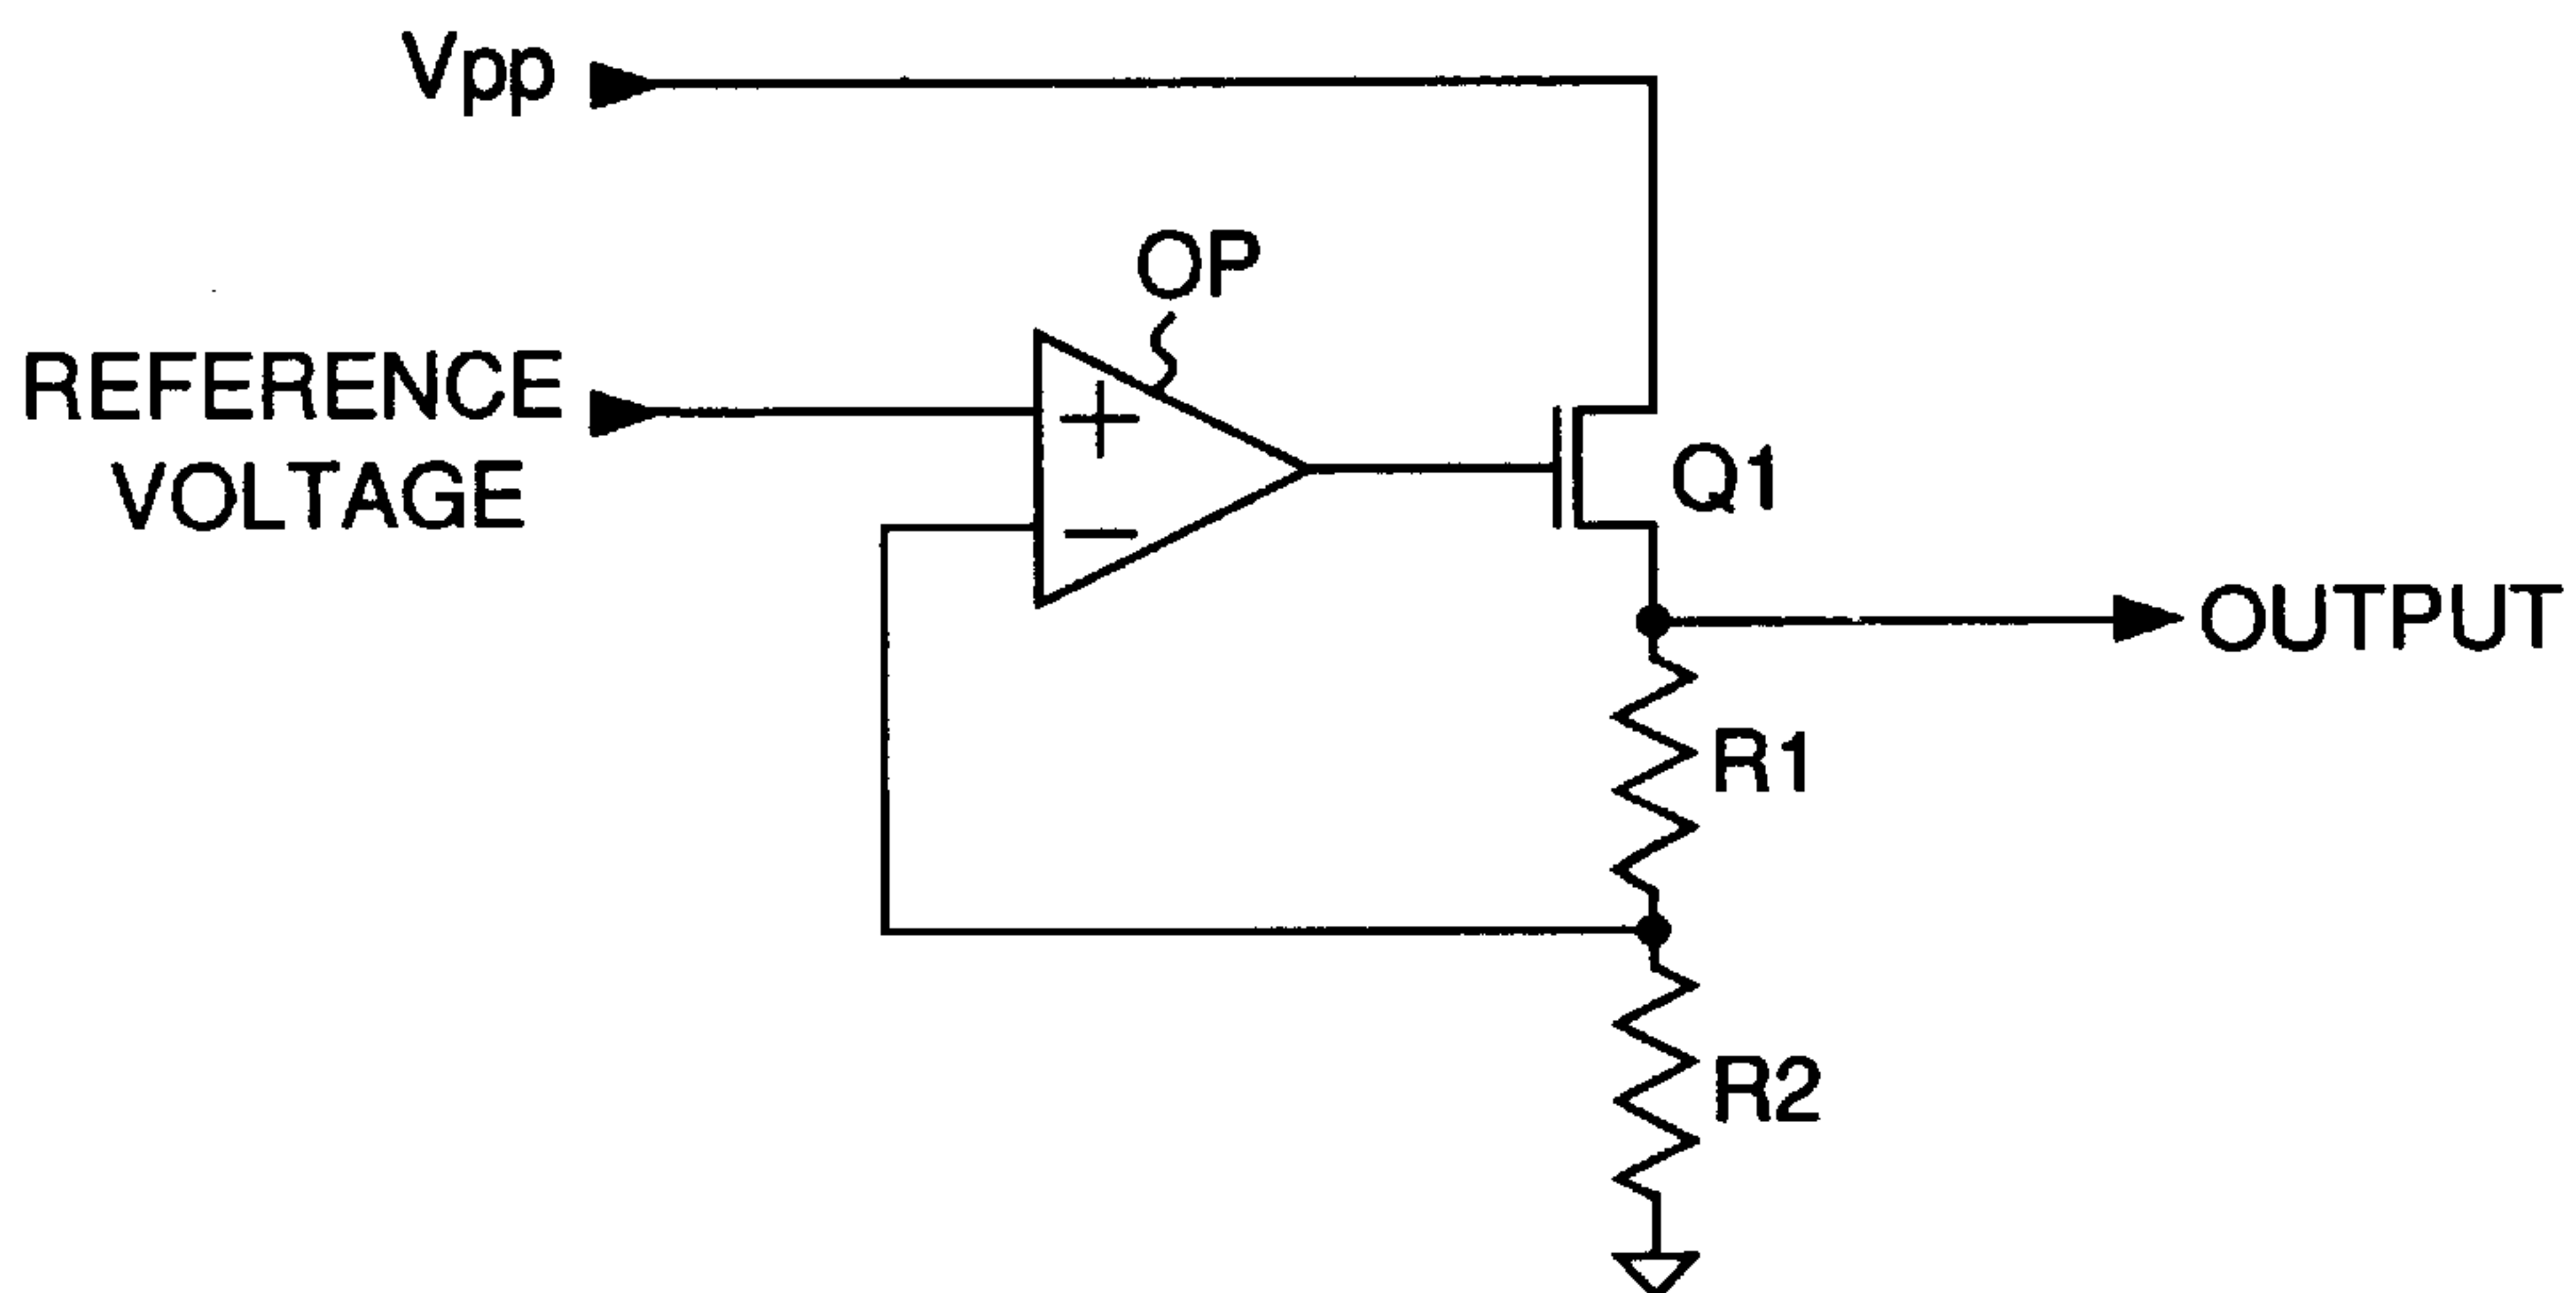 Vpp
OP
REFERENCE
VOLTAGE
+
−
Q1
OUTPUT
R1
R2